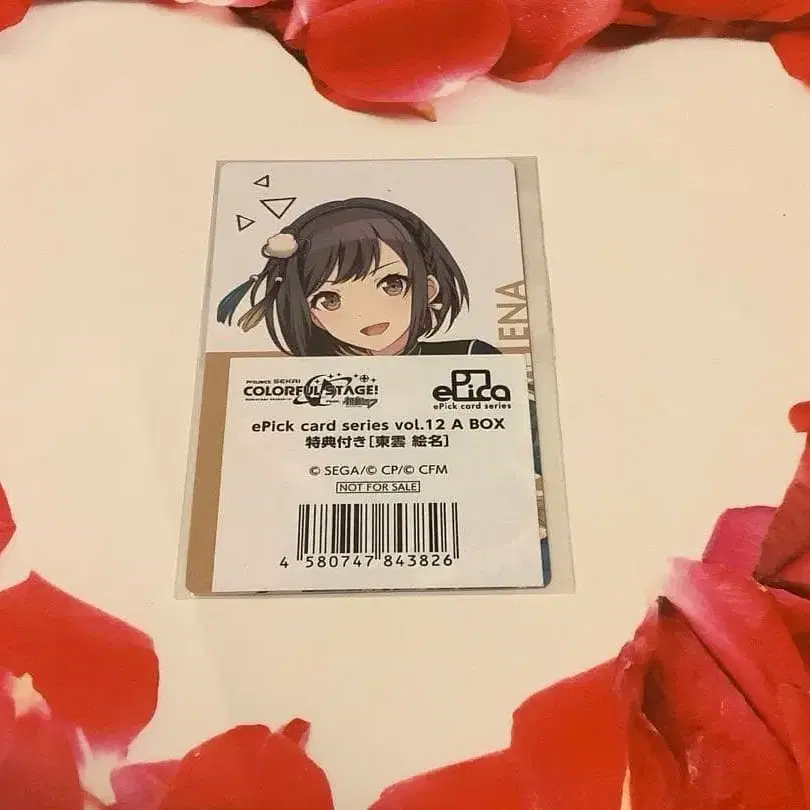 ENA
PROJECT SEKAI
COLORFUL STAGE!
feat. 初音ミク
ePica
ePick card series
ePick card series vol.12 A BOX
特典付き[東雲 絵名]
© SEGA/© CP/© CFM
NOT FOR SALE
4 580747 843826